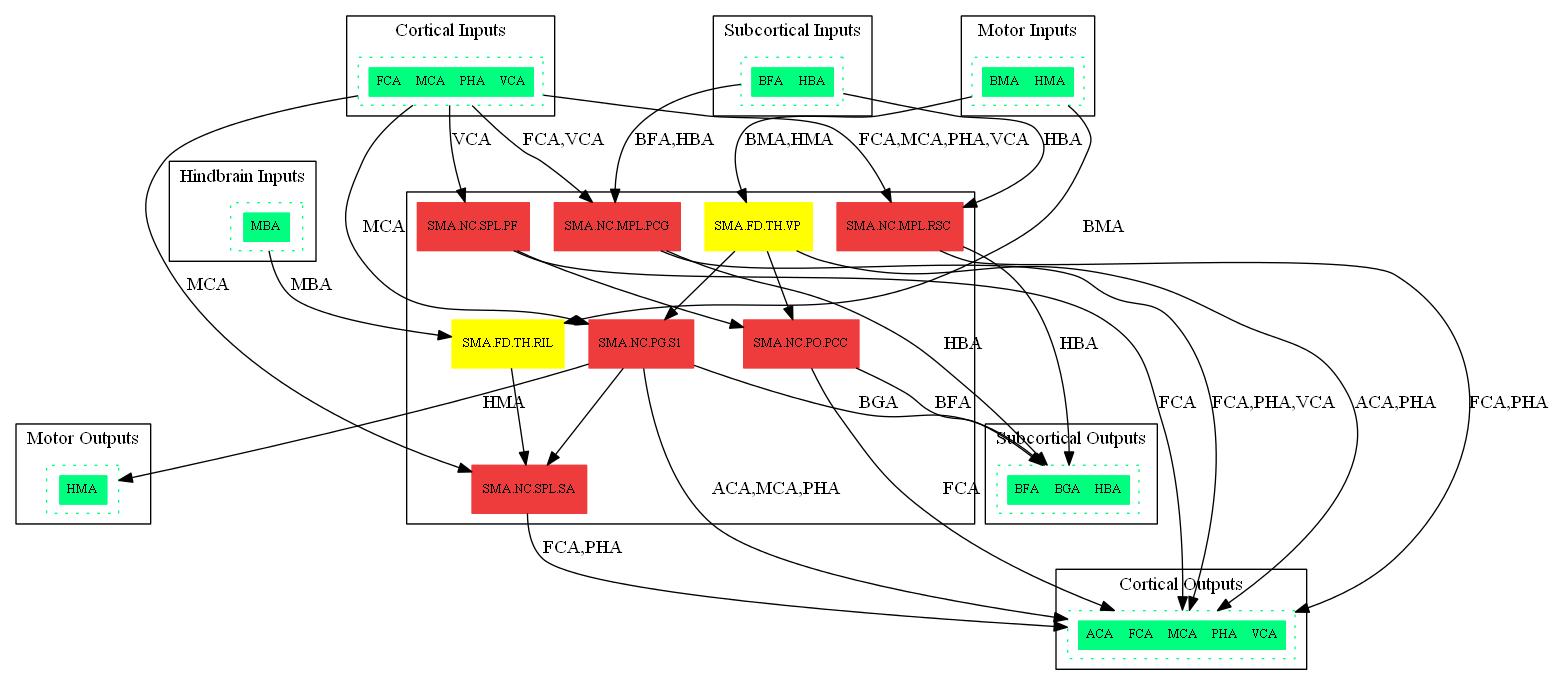 Cortical Inputs
Subcortical Inputs
Motor Inputs
FCA MCA PHA VCA
BFA HBA
BMA HMA
VCA
FCA,VCA
BFA,HBA
BMA,HMA
FCA,MCA,PHA,VCA
HBA
Hindbrain Inputs
MBA
SMA.NC.SPL.PF
SMA.NC.MPL.PCG
SMA.FD.TH.VP
SMA.NC.MPL.RSC
MCA
BMA
MCA
MBA
SMA.FD.TH.RIL
SMA.NC.PG.S1
SMA.NC.PO.PCC
HBA
HBA
HMA
BGA
BFA
FCA
FCA,PHA,VCA
ACA,PHA
FCA,PHA
Motor Outputs
Subcortical Outputs
HMA
SMA.NC.SPL.SA
ACA,MCA,PHA
FCA
BFA BGA HBA
FCA,PHA
Cortical Outputs
ACA FCA MCA PHA VCA